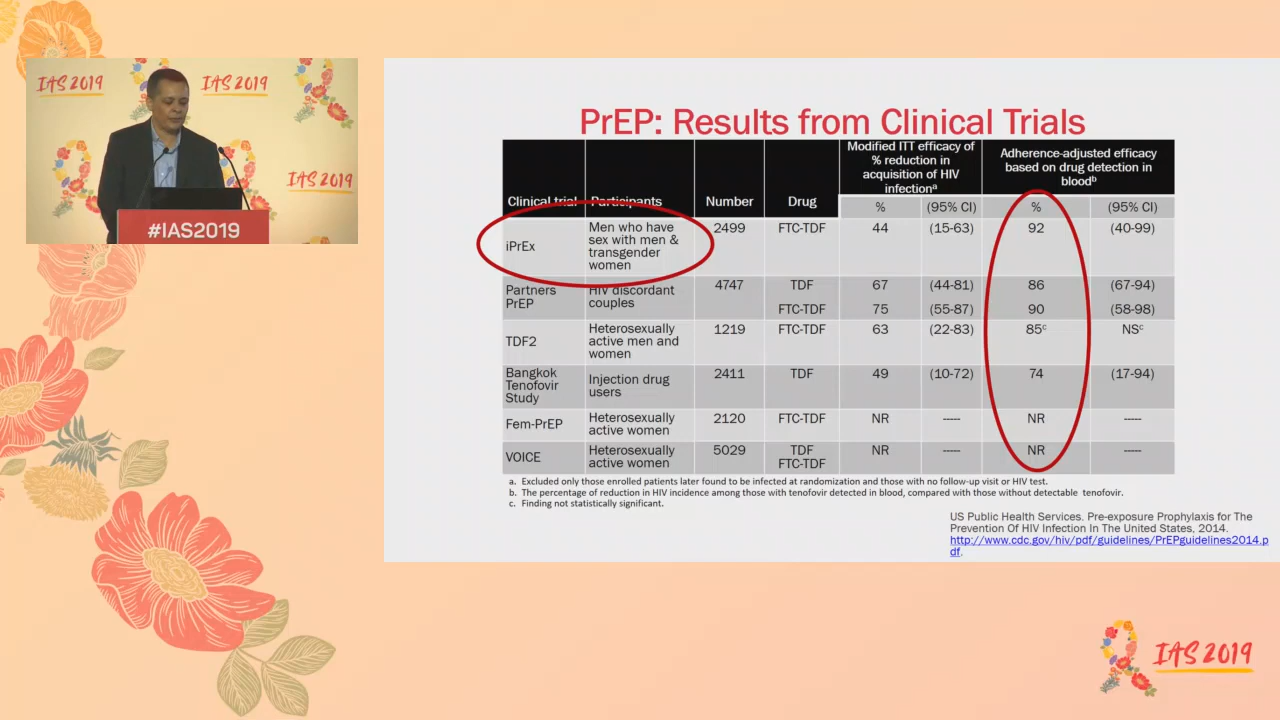 IAS 2019
IAS 2019
IAS 2019
#IAS2019
PrEP: Results from Clinical Trials
Clinical trial
Participants
Number
Drug
Modified ITT efficacy of
% reduction in
acquisition of HIV
infectionᵃ
Adherence-adjusted efficacy
based on drug detection in
bloodᵇ
% (95% CI) % (95% CI)
iPrEx
Men who have
sex with men &
transgender
women
2499 FTC-TDF 44 (15-63) 92 (40-99)
Partners
PrEP
HIV discordant
couples
4747 TDF 67 (44-81) 86 (67-94)
FTC-TDF 75 (55-87) 90 (58-98)
TDF2
Heterosexually
active men and
women
1219 FTC-TDF 63 (22-83) 85ᶜ NSᶜ
Bangkok
Tenofovir
Study
Injection drug
users
2411 TDF 49 (10-72) 74 (17-94)
Fem-PrEP
Heterosexually
active women
2120 FTC-TDF NR ----- NR -----
VOICE
Heterosexually
active women
5029 TDF NR ----- NR -----
FTC-TDF
a. Excluded only those enrolled patients later found to be infected at randomization and those with no follow-up visit or HIV test.
b. The percentage of reduction in HIV incidence among those with tenofovir detected in blood, compared with those without detectable tenofovir.
c. Finding not statistically significant.
US Public Health Services. Pre-exposure Prophylaxis for The
Prevention Of HIV Infection In The United States, 2014.
http://www.cdc.gov/hiv/pdf/guidelines/PrEPguidelines2014.p
df.
IAS 2019